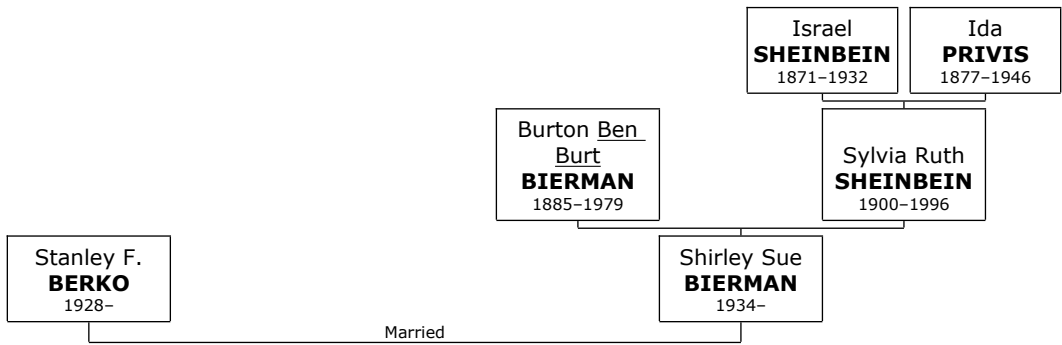 Israel
SHEINBEIN
1871–1932
Ida
PRIVIS
1877–1946
Burton Ben
Burt
BIERMAN
1885–1979
Sylvia Ruth
SHEINBEIN
1900–1996
Stanley F.
BERKO
1928–
Shirley Sue
BIERMAN
1934–
Married